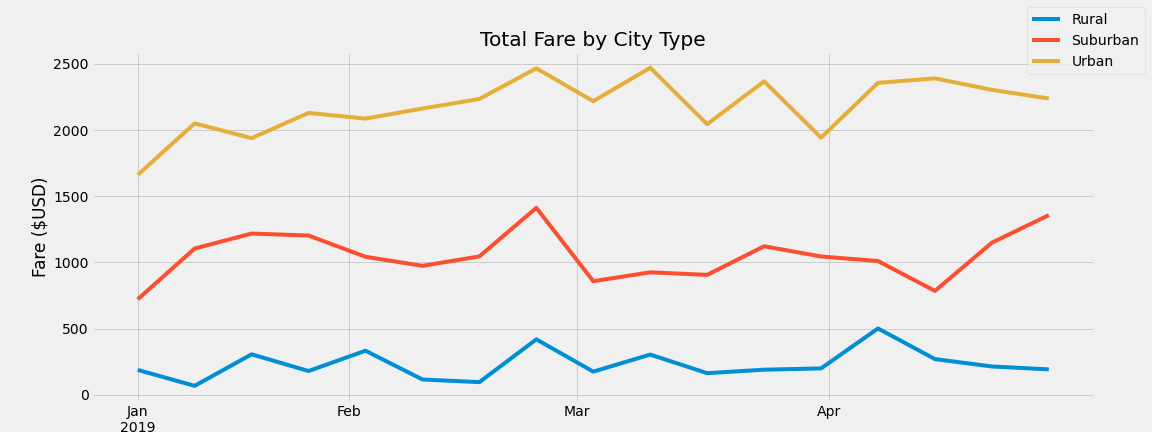 Total Fare by City Type
Rural
Suburban
Urban
Fare ($USD)
2500
2000
1500
1000
500
0
Jan
2019
Feb
Mar
Apr